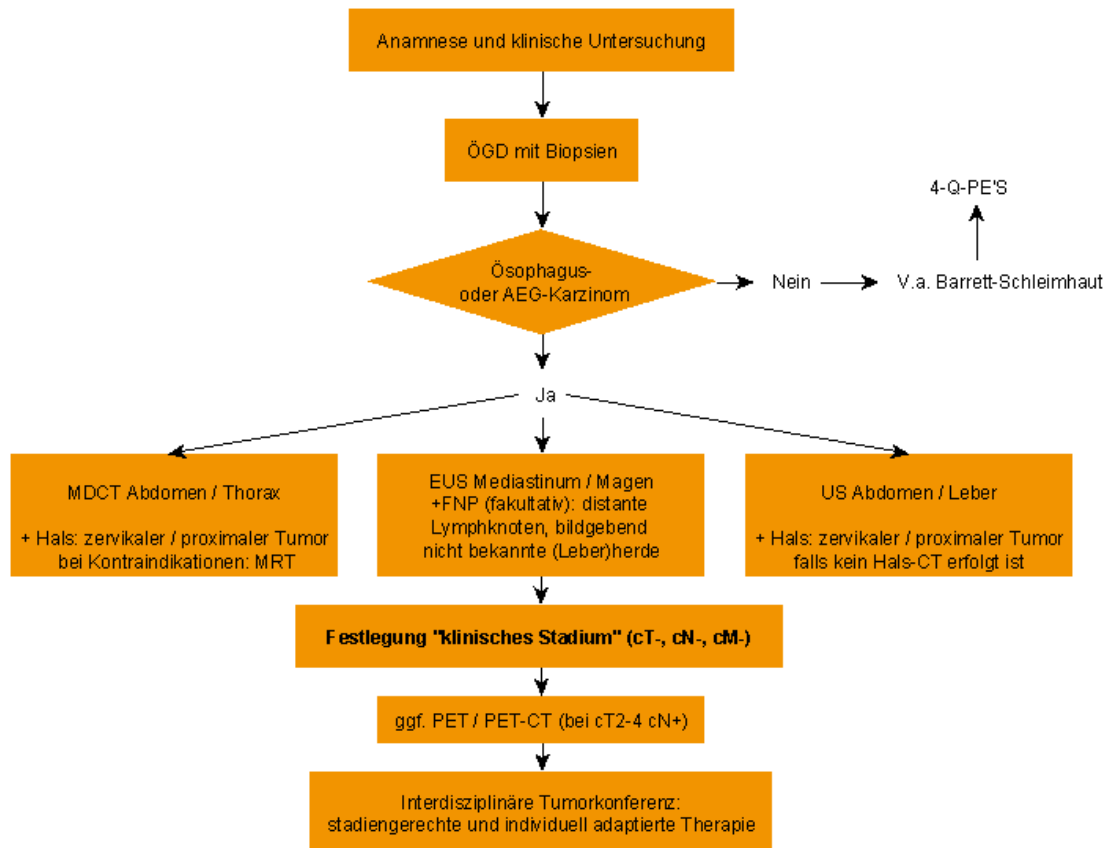 Anamnese und klinische Untersuchung
ÖGD mit Biopsien
4-Q-PE'S
Ösophagus-
oder AEG-Karzinom
Nein
V.a. Barrett-Schleimhaut
Ja
MDCT Abdomen / Thorax
+ Hals: zervikaler / proximaler Tumor
bei Kontraindikationen: MRT
EUS Mediastinum / Magen
+FNP (fakultativ): distante
Lymphknoten, bildgebend
nicht bekannte (Leber)herde
US Abdomen / Leber
+ Hals: zervikaler / proximaler Tumor
falls kein Hals-CT erfolgt ist
Festlegung "klinisches Stadium" (cT-, cN-, cM-)
ggf. PET / PET-CT (bei cT2-4 cN+)
Interdisziplinäre Tumorkonferenz:
stadiengerechte und individuell adaptierte Therapie